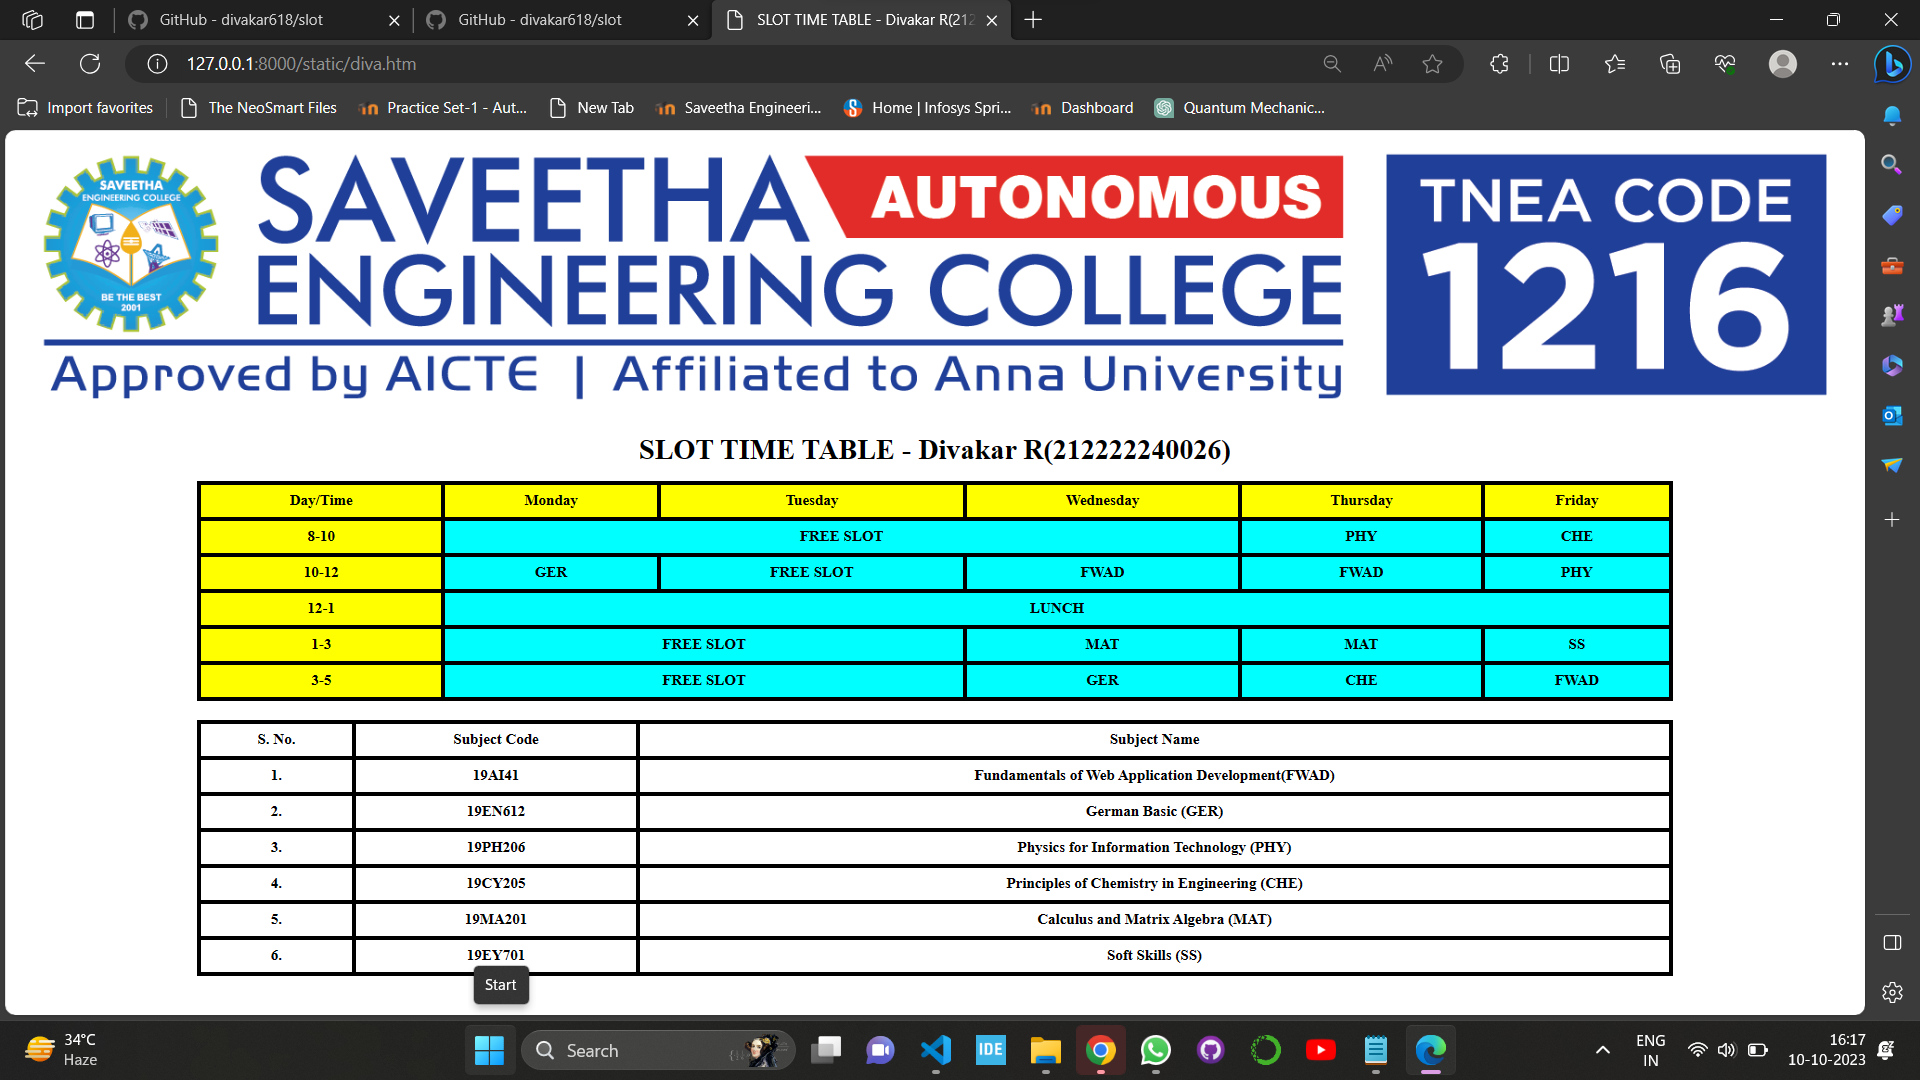 GitHub - divakar618/slot
GitHub - divakar618/slot
SLOT TIME TABLE - Divakar R(212
127.0.0.1:8000/static/diva.htm
Import favorites
The NeoSmart Files
Practice Set-1 - Aut...
New Tab
Saveetha Engineeri...
Home | Infosys Spri...
Dashboard
Quantum Mechanic...
SAVEETHA
ENGINEERING COLLEGE
BE THE BEST
2001
SAVEETHA AUTONOMOUS
ENGINEERING COLLEGE
Approved by AICTE | Affiliated to Anna University
TNEA CODE
1216
SLOT TIME TABLE - Divakar R(212222240026)
Day/Time Monday Tuesday Wednesday Thursday Friday
8-10 FREE SLOT PHY CHE
10-12 GER FREE SLOT FWAD FWAD PHY
12-1 LUNCH
1-3 FREE SLOT MAT MAT SS
3-5 FREE SLOT GER CHE FWAD
S. No. Subject Code Subject Name
1. 19AI41 Fundamentals of Web Application Development(FWAD)
2. 19EN612 German Basic (GER)
3. 19PH206 Physics for Information Technology (PHY)
4. 19CY205 Principles of Chemistry in Engineering (CHE)
5. 19MA201 Calculus and Matrix Algebra (MAT)
6. 19EY701 Soft Skills (SS)
Start
34°C
Haze
Search
IDE
ENG
IN
16:17
10-10-2023